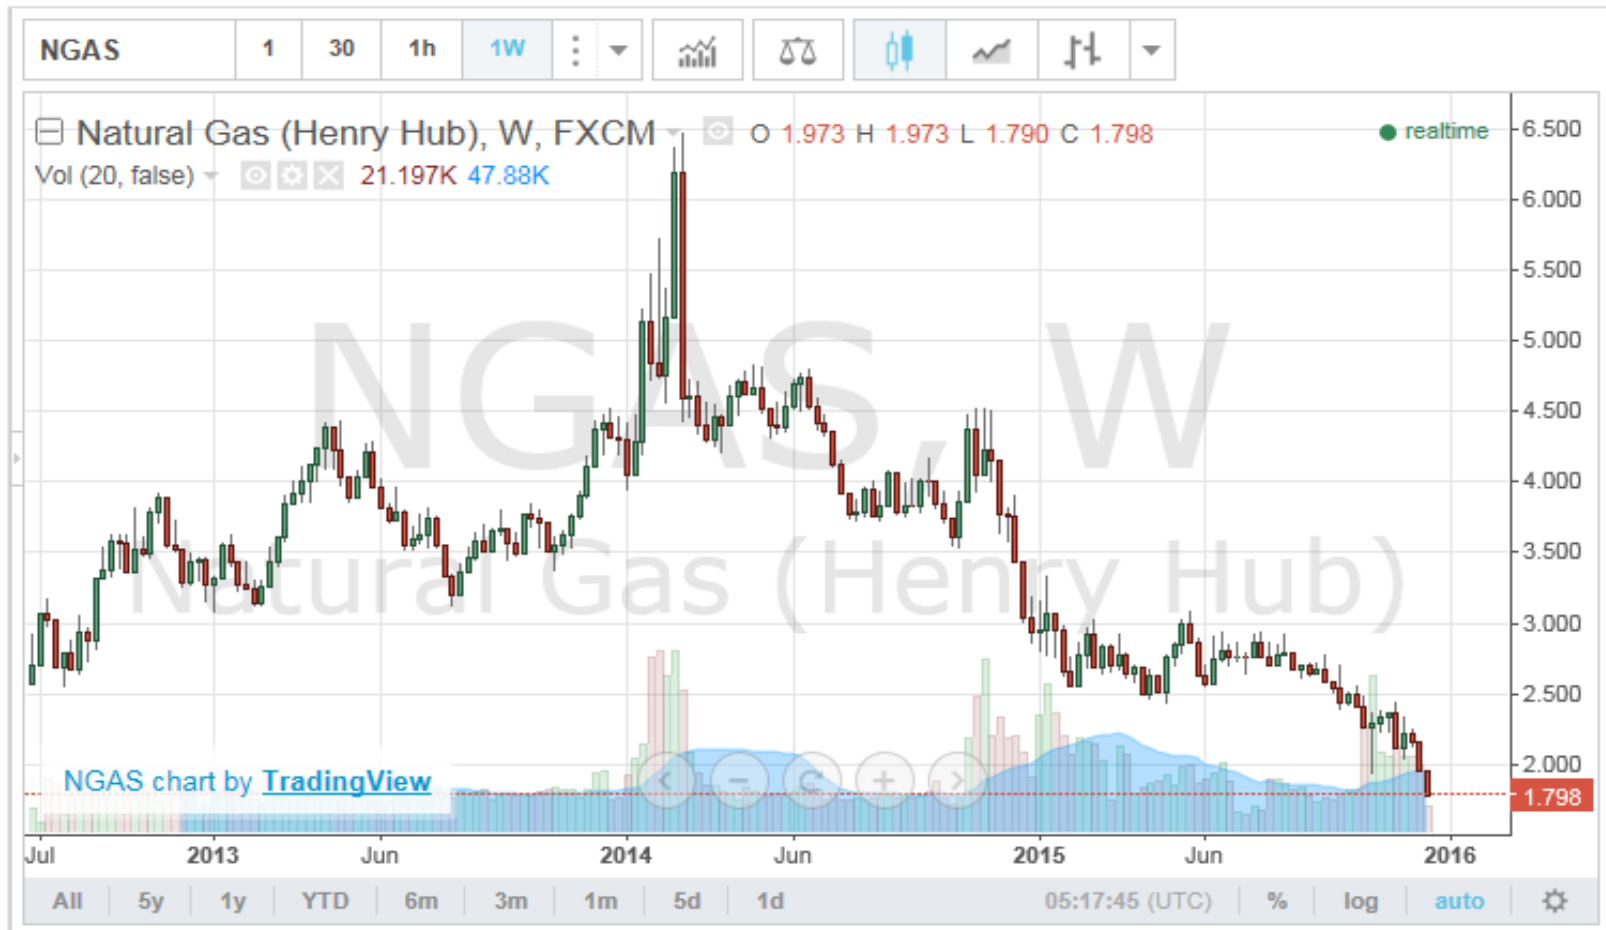 NGAS 1 30 1h 1W
Natural Gas (Henry Hub), W, FXCM O 1.973 H 1.973 L 1.790 C 1.798 realtime
Vol (20, false) 21.197K 47.88K
6.500
6.000
5.500
5.000
4.500
4.000
3.500
3.000
2.500
2.000
1.798
NGAS, W
Natural Gas (Henry Hub)
NGAS chart by TradingView
Jul 2013 Jun 2014 Jun 2015 Jun 2016
All 5y 1y YTD 6m 3m 1m 5d 1d 05:17:45 (UTC) % log auto